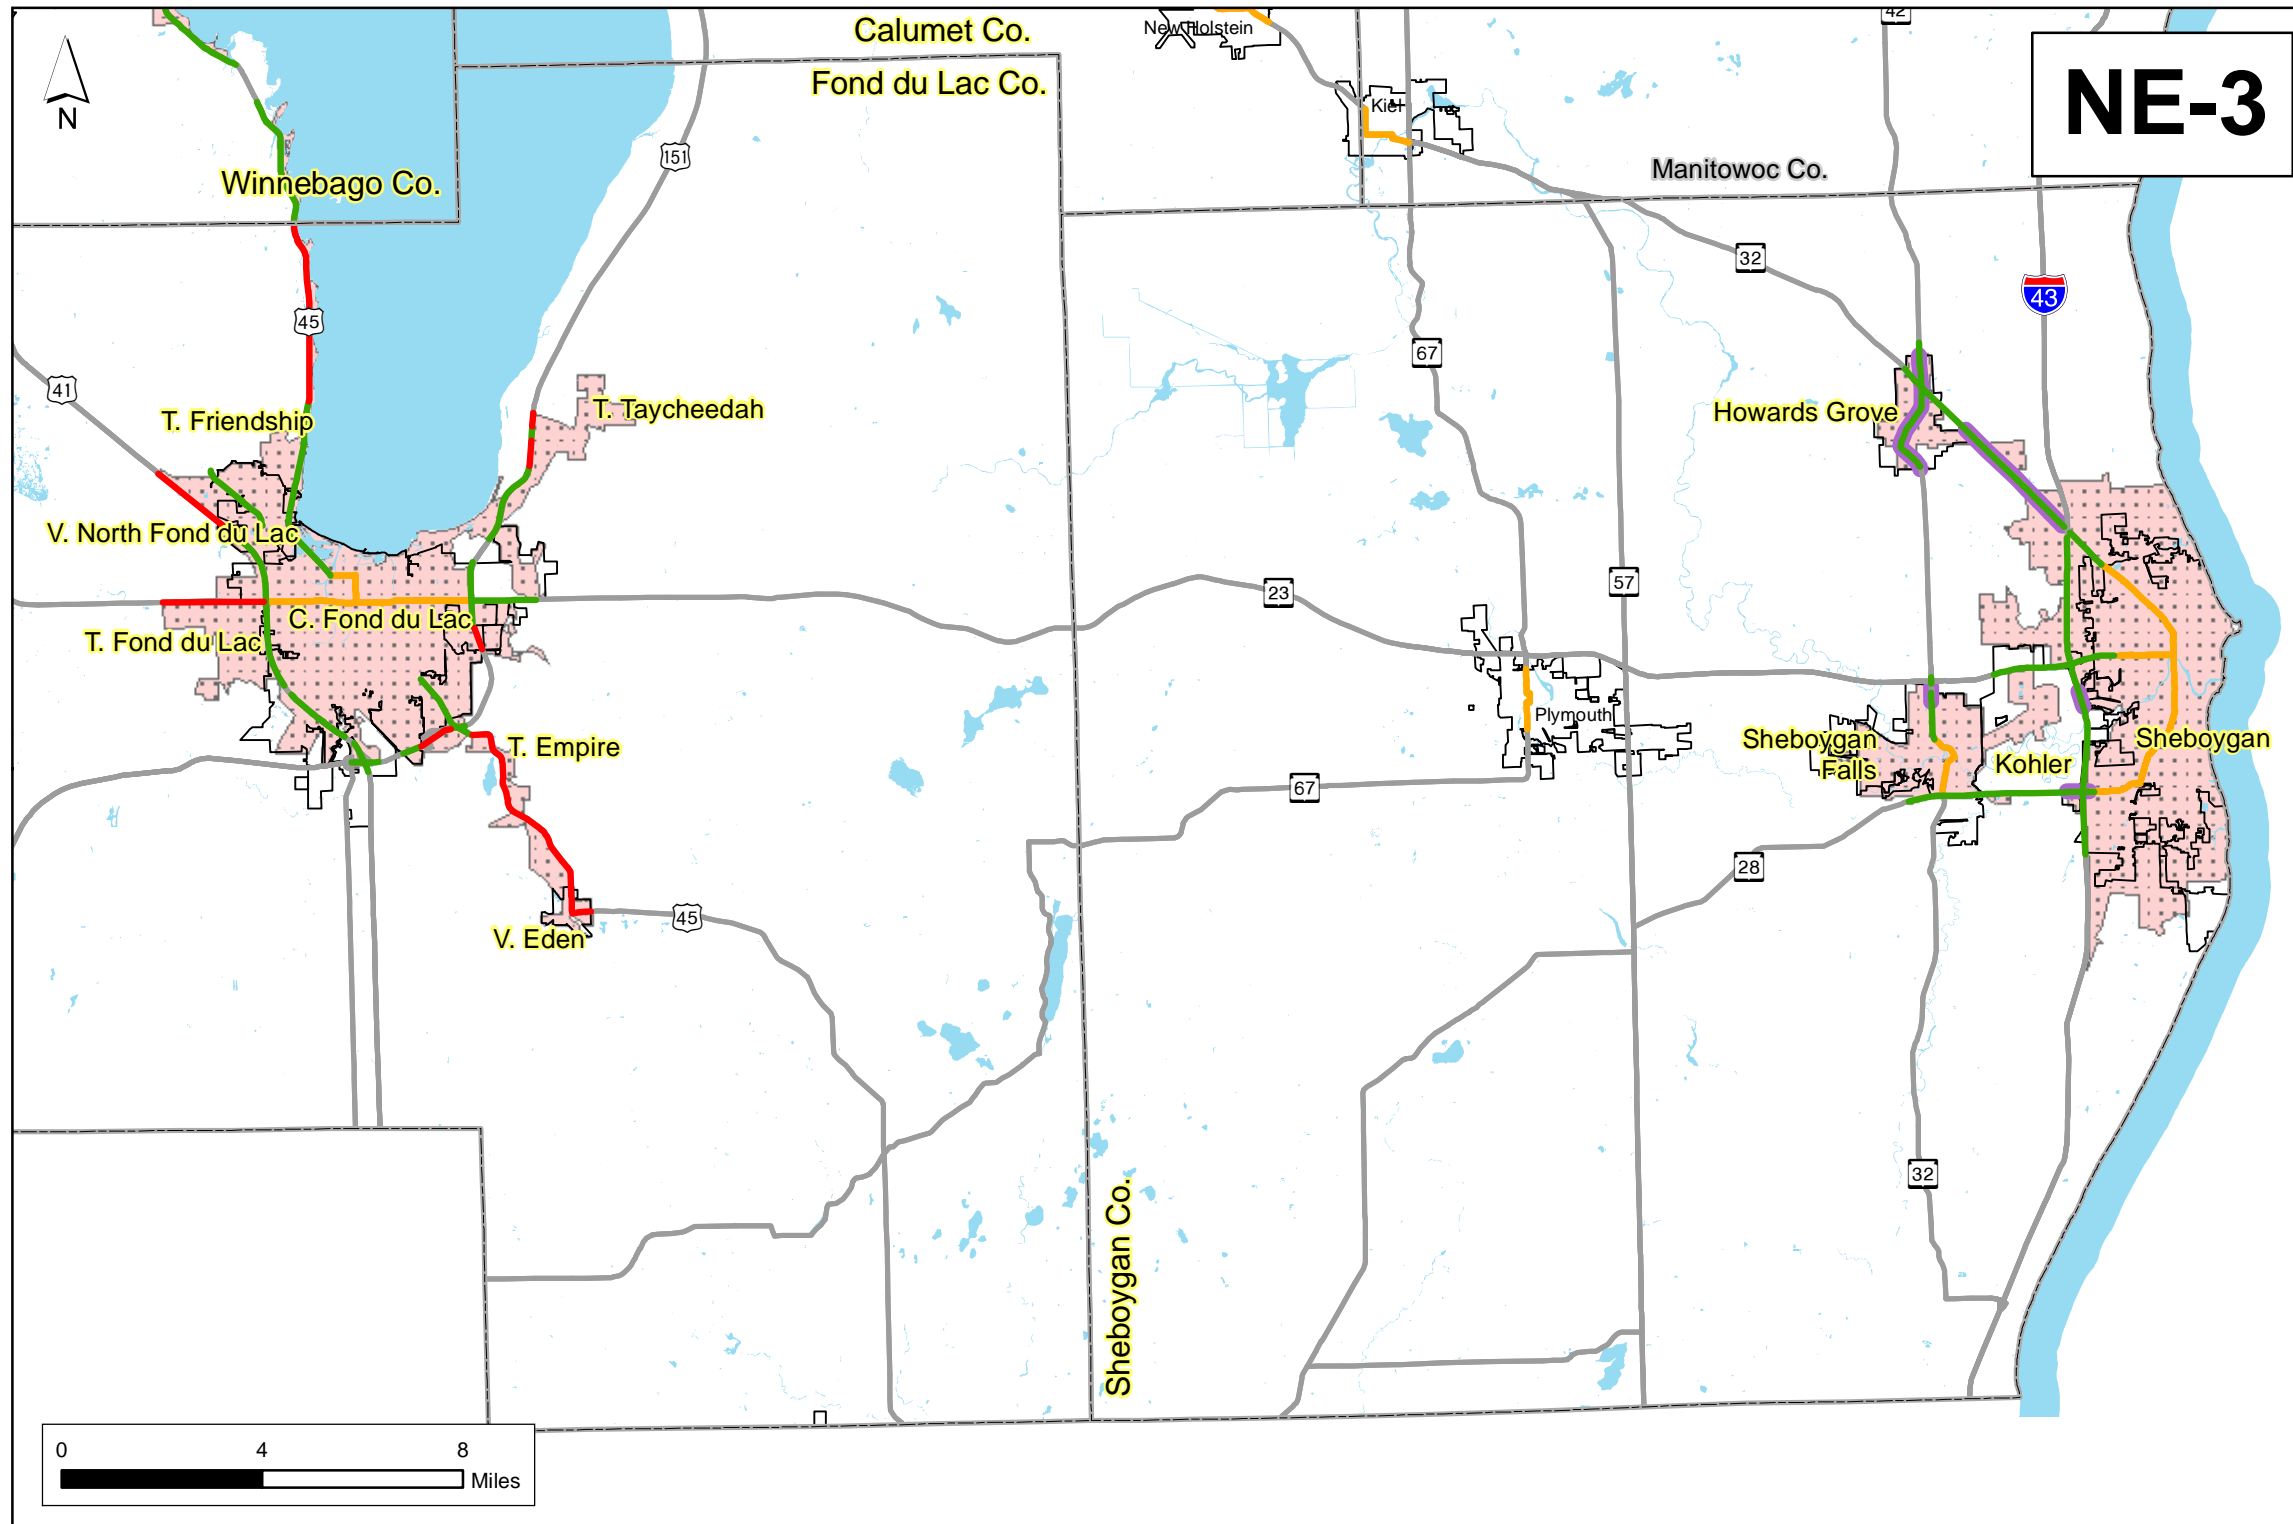 Calumet Co.
New Holstein
42
Fond du Lac Co.
NE-3
N
Kiel
151
Manitowoc Co.
Winnebago Co.
32
43
45
67
41
T. Taycheedah
Howards Grove
T. Friendship
V. North Fond du Lac
57
23
C. Fond du Lac
T. Fond du Lac
Plymouth
T. Empire
Sheboygan
Falls
Kohler
Sheboygan
67
28
45
V. Eden
32
Sheboygan Co.
0 4 8
Miles